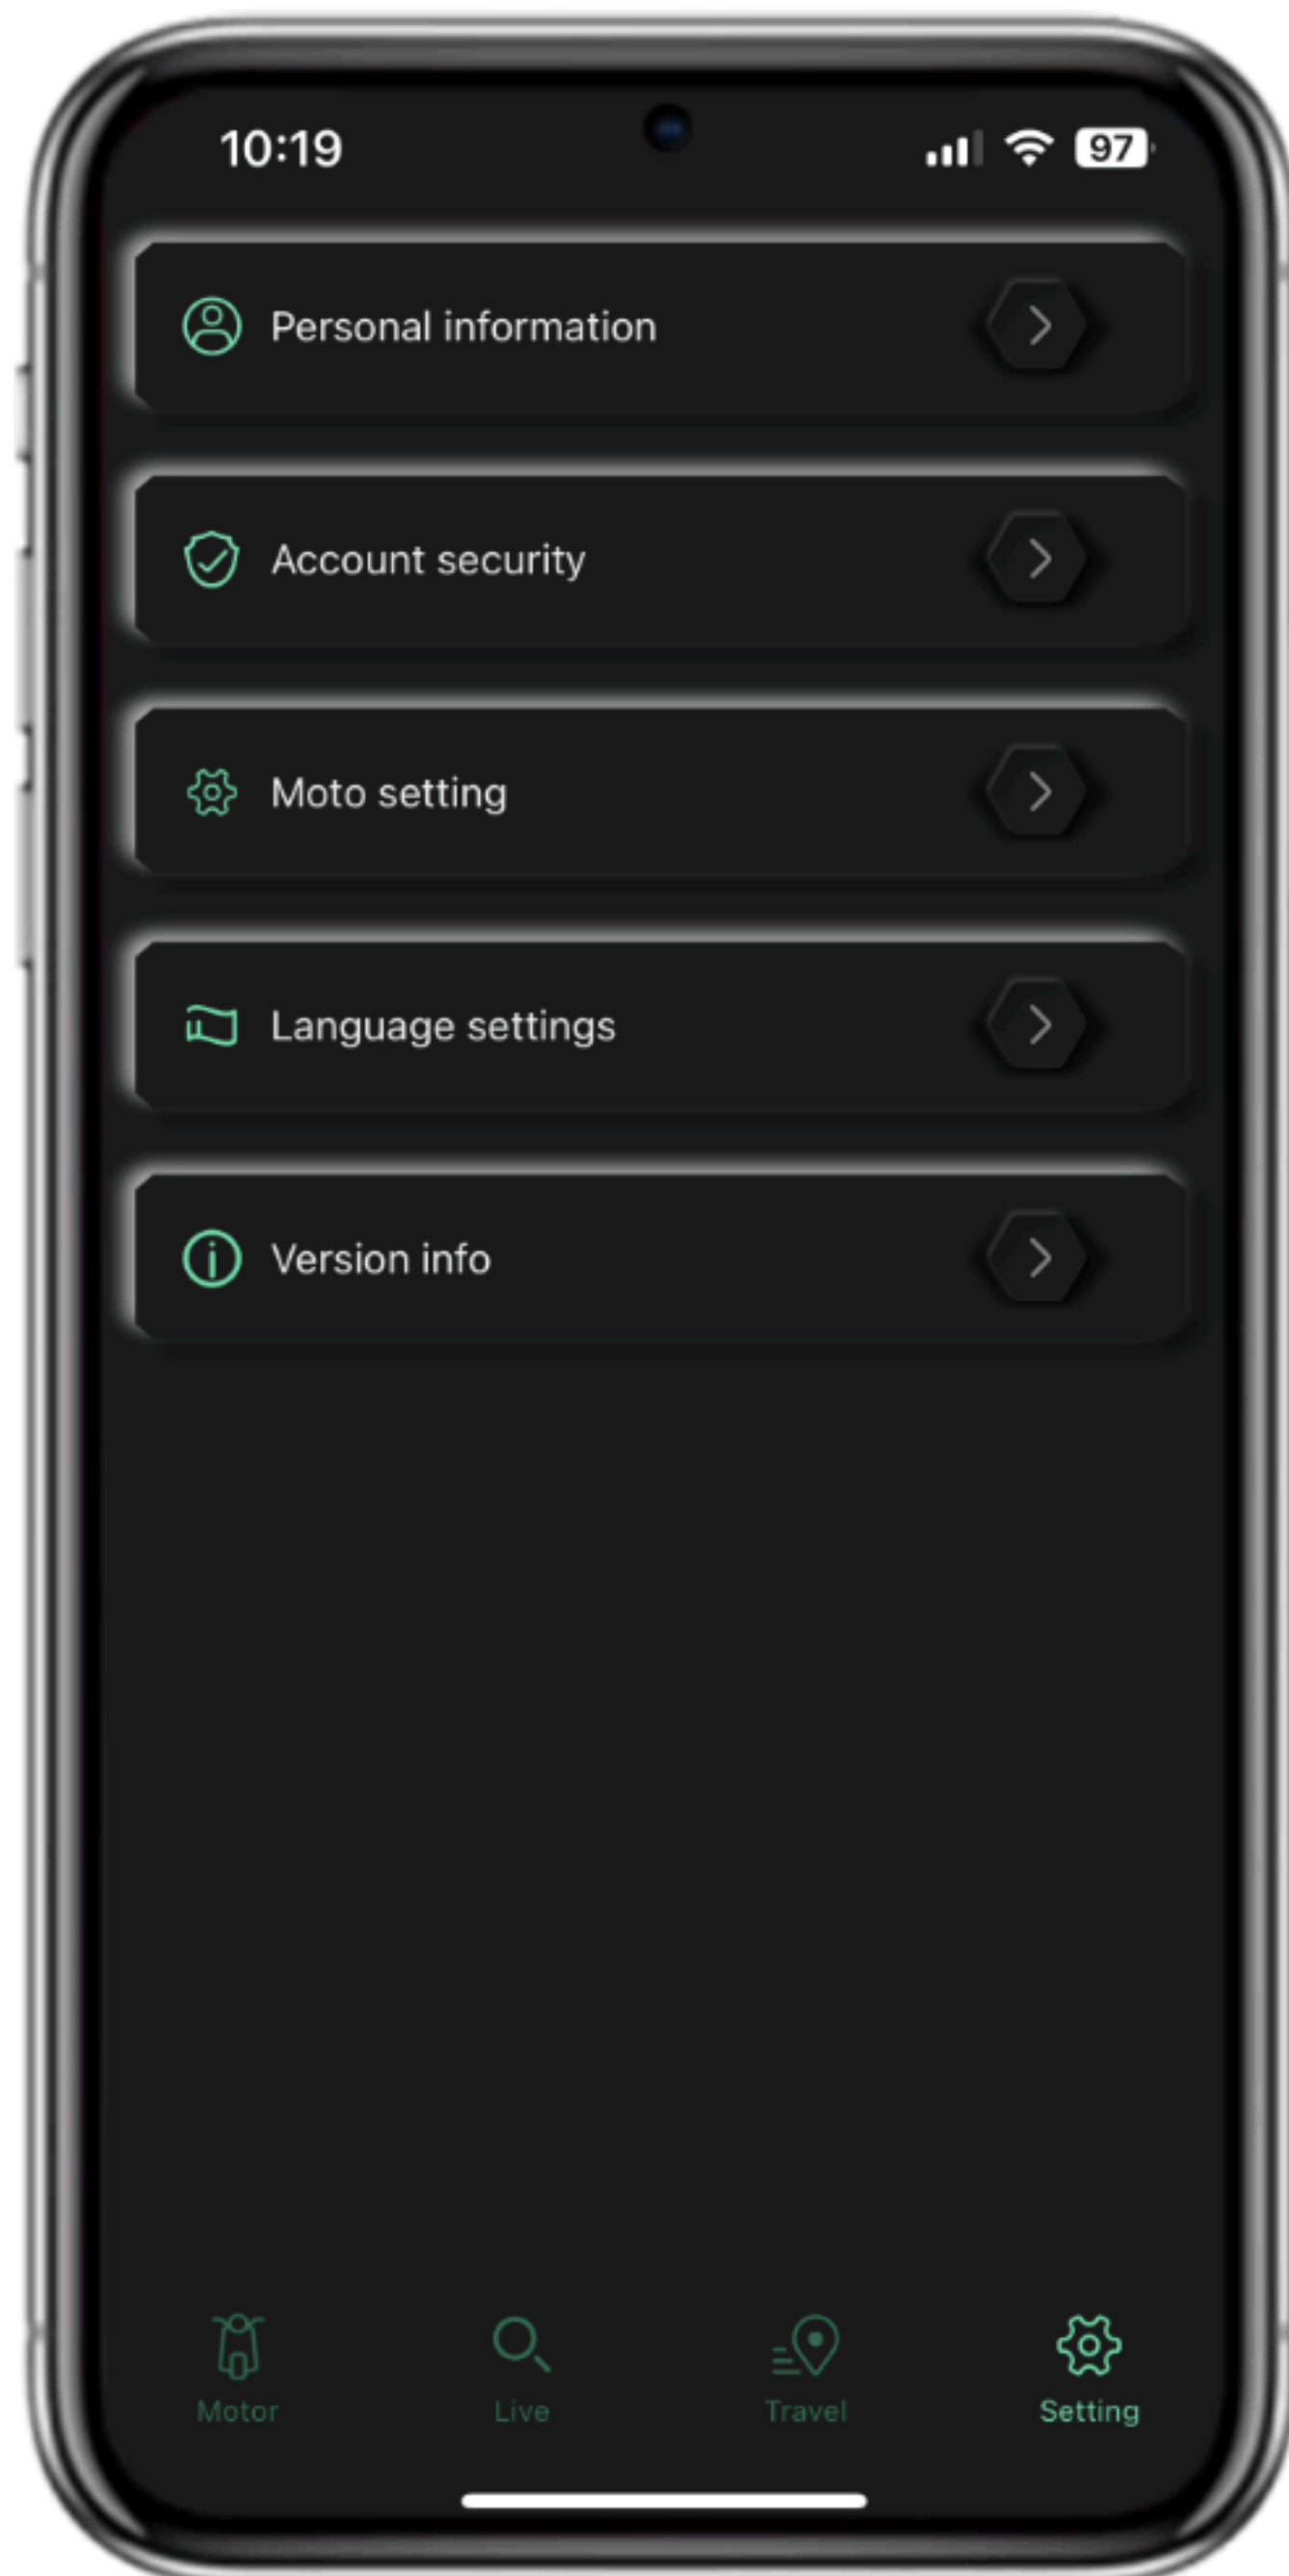 10:19
97
Personal information
Account security
Moto setting
Language settings
Version info
Motor
Live
Travel
Setting